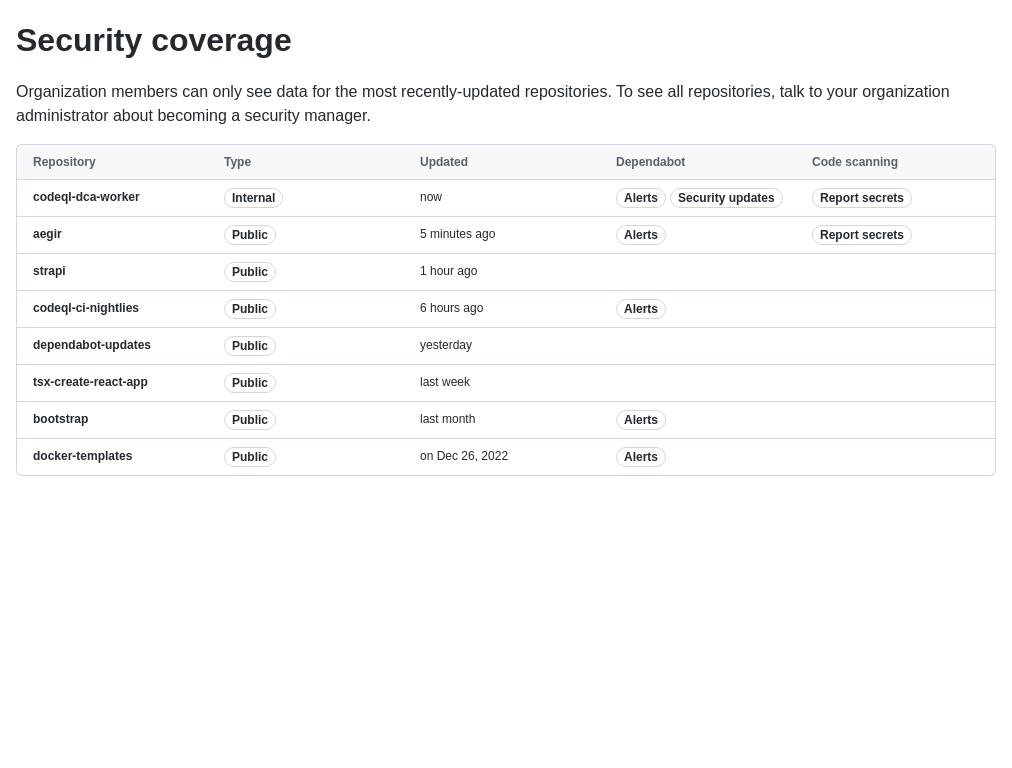 Security coverage
Organization members can only see data for the most recently-updated repositories. To see all repositories, talk to your organization
administrator about becoming a security manager.
Repository Type Updated Dependabot Code scanning
codeql-dca-worker Internal now Alerts Security updates Report secrets
aegir Public 5 minutes ago Alerts Report secrets
strapi Public 1 hour ago
codeql-ci-nightlies Public 6 hours ago Alerts
dependabot-updates Public yesterday
tsx-create-react-app Public last week
bootstrap Public last month Alerts
docker-templates Public on Dec 26, 2022 Alerts